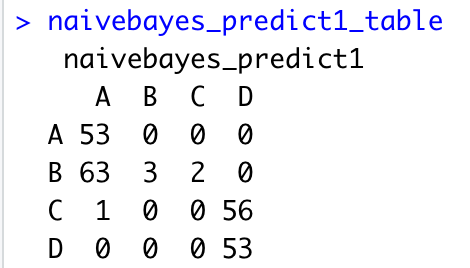 > naivebayes_predict1_table
naivebayes_predict1
A B C D
A 53 0 0 0
B 63 3 2 0
C 1 0 0 56
D 0 0 0 53